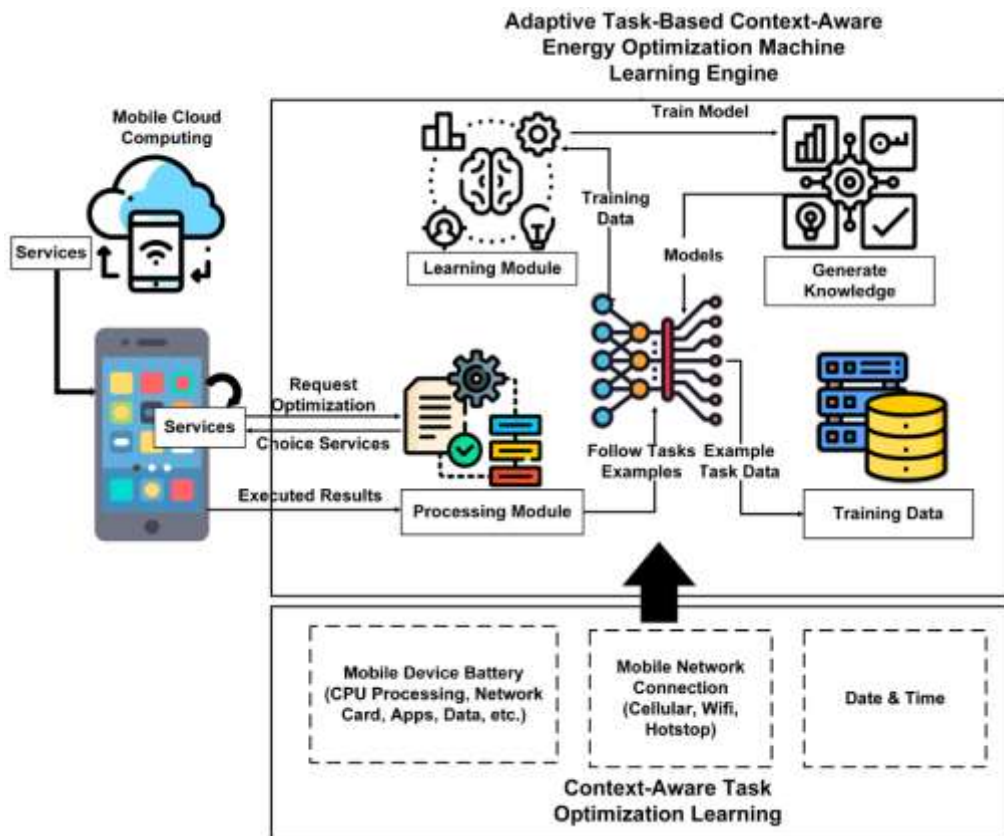 Adaptive Task-Based Context-Aware
Energy Optimization Machine
Learning Engine
Mobile Cloud
Computing
Services
Train Model
Training
Data
Models
Learning Module
Generate
Knowledge
Request
Optimization
Services
Choice Services
Executed Results
Processing Module
Follow Tasks
Examples
Example
Task Data
Training Data
Mobile Device Battery
(CPU Processing, Network
Card, Apps, Data, etc.)
Mobile Network
Connection
(Cellular, Wifi,
Hotstop)
Date & Time
Context-Aware Task
Optimization Learning